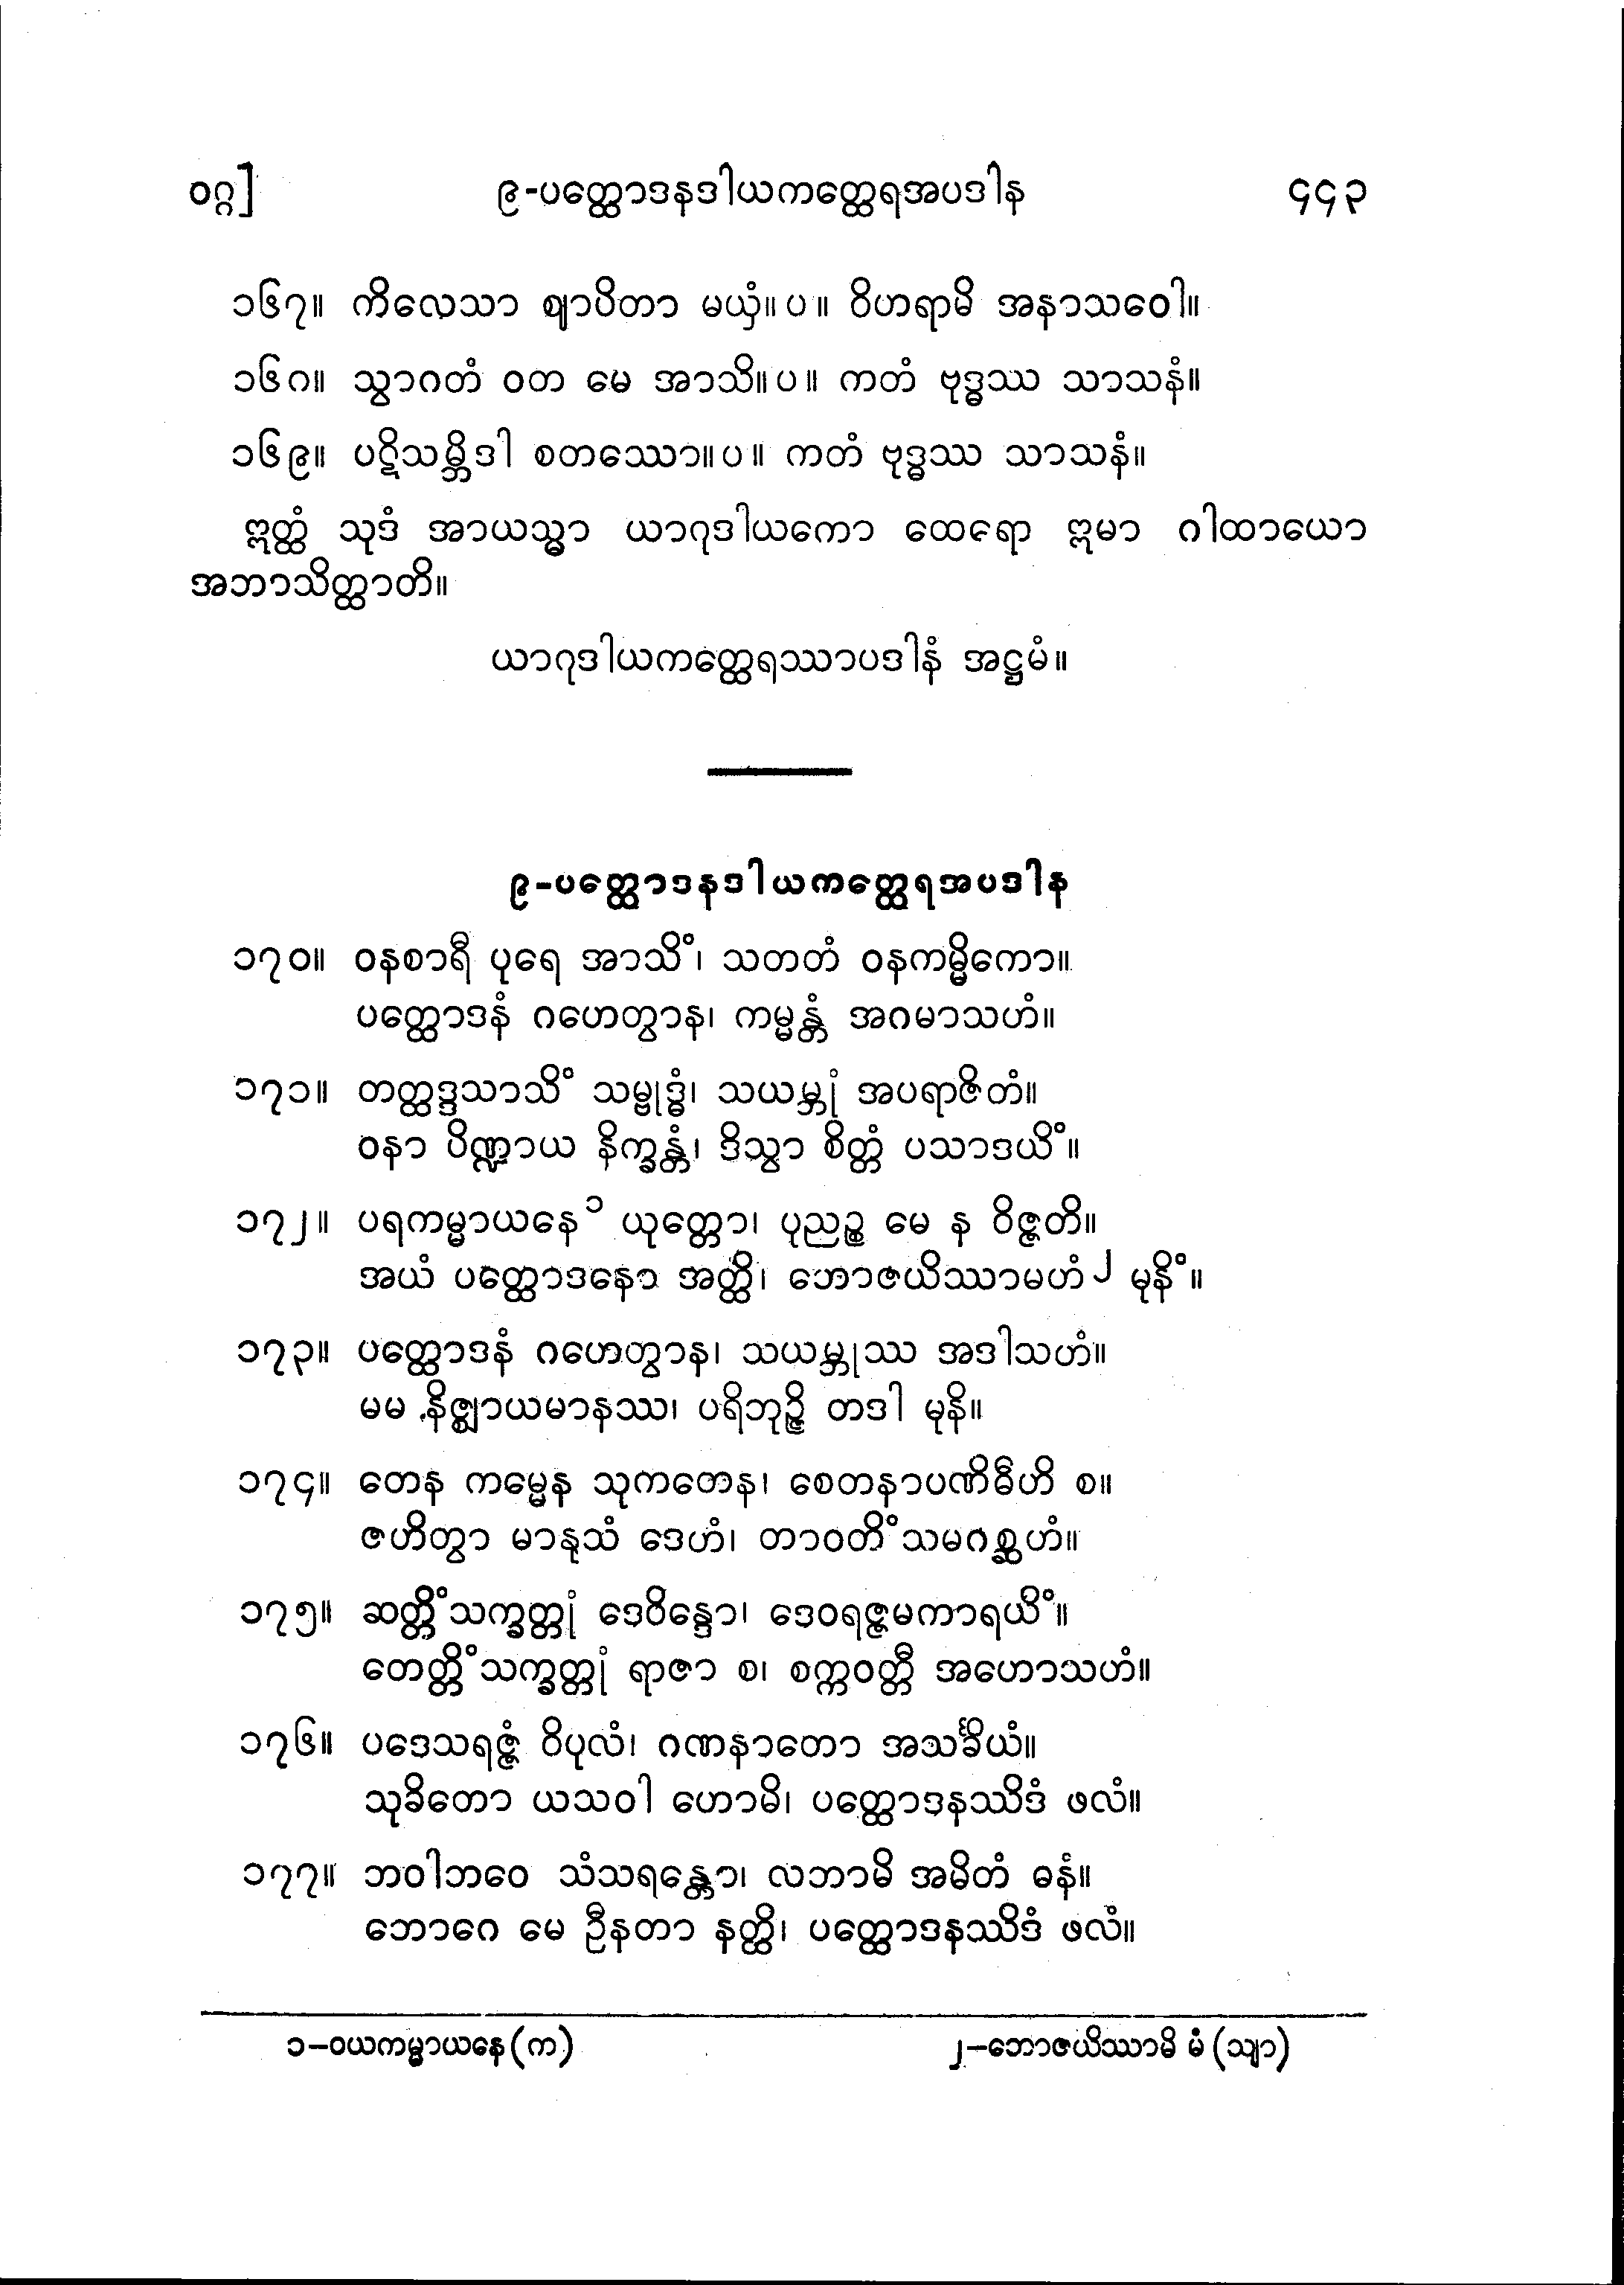 ဝဂ္ဂ] ၉-ပတ္ထောဒနဒါယကတ္ထေရအပဒါန ၄၄၃
၁၆၇။ ကိလေသာ ဈာပိတာ မယှံ။ ပ ။ ဝိဟရာမိ အနာသဝေါ။
၁၆၈။ သွာဂတံ ဝတ မေ အာသိ။ ပ ။ ကတံ ဗုဒ္ဓဿ သာသနံ။
၁၆၉။ ပဋိသမ္ဘိဒါ စတဿော။ ပ ။ ကတံ ဗုဒ္ဓဿ သာသနံ။
ဣတ္ထံ သုဒံ အာယသ္မာ ယာဂုဒါယကော ထေရော ဣမာ ဂါထာယော
အဘာသိတ္ထာတိ။
ယာဂုဒါယကတ္ထေရဿာပဒါနံ အဋ္ဌမံ။
၉-ပတ္ထောဒနဒါယကတ္ထေရအပဒါန
၁၇၀။ ဝနစာရီ ပုရေ အာသိံ၊ သတတံ ဝနကမ္မိကော။
ပတ္ထောဒနံ ဂဟေတွာန၊ ကမ္မန္တံ အဂမာသဟံ။
၁၇၁။ တတ္ထဒ္ဒသာသိံ သမ္ဗုဒ္ဓံ၊ သယမ္ဘုံ အပရာဇိတံ။
ဝနာ ပိဏ္ဍာယ နိက္ခန္တံ၊ ဒိသွာ စိတ္တံ ပသာဒယိံ။
၁၇၂။ ပရကမ္မာယနေ ၁ ယုတ္တော၊ ပုညဉ္စ မေ န ဝိဇ္ဇတိ။
အယံ ပတ္ထောဒနော အတ္ထိ၊ ဘောဇယိဿာမဟံ ၂ မုနိံ။
၁၇၃။ ပတ္ထောဒနံ ဂဟေတွာန၊ သယမ္ဘုဿ အဒါသဟံ။
မမ နိဇ္ဈာယမာနဿ၊ ပရိဘုဉ္ဇိ တဒါ မုနိ။
၁၇၄။ တေန ကမ္မေန သုကတေန၊ စေတနာပဏိဓီဟိ စ။
ဇဟိတွာ မာနုသံ ဒေဟံ၊ တာဝတိံသမဂစ္ဆဟံ။
၁၇၅။ ဆတ္တိံသက္ခတ္တုံ ဒေဝိန္ဒော၊ ဒေဝရဇ္ဇမကာရယိံ။
တေတ္တိံသက္ခတ္တုံ ရာဇာ စ၊ စက္ကဝတ္တီ အဟောသဟံ။
၁၇၆။ ပဒေသရဇ္ဇံ ဝိပုလံ၊ ဂဏနာတော အသင်္ခိယံ။
သုခိတော ယသဝါ ဟောမိ၊ ပတ္ထောဒနဿိဒံ ဖလံ။
၁၇၇။ ဘဝါဘဝေ သံသရန္တော၊ လဘာမိ အမိတံ ဓနံ။
ဘောဂေ မေ ဦနတာ နတ္ထိ၊ ပတ္ထောဒနဿိဒံ ဖလံ။
၁–ဝယကမ္မာယနေ (က) ၂–ဘောဇယိဿာမိ မံ (သျာ)